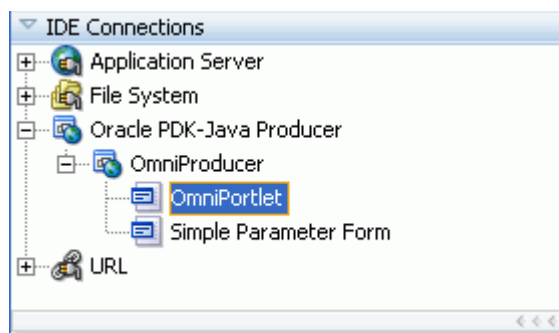 IDE Connections
Application Server
File System
Oracle PDK-Java Producer
OmniProducer
OmniPortlet
Simple Parameter Form
URL